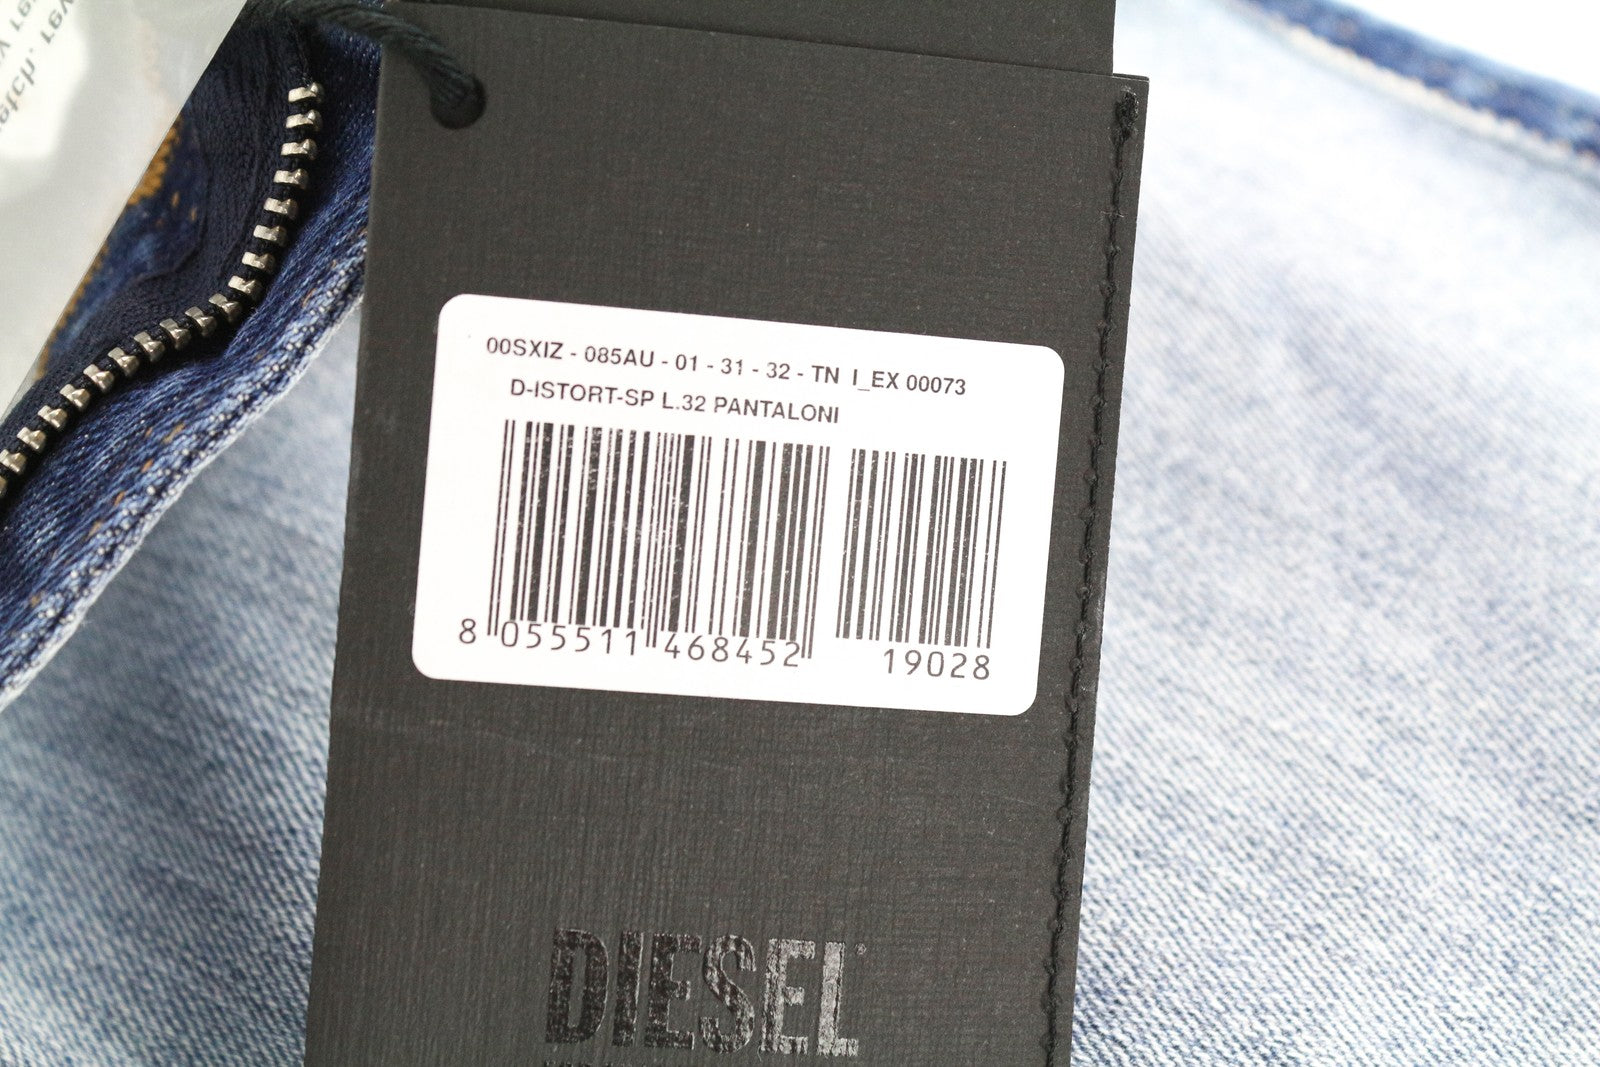 00SXIZ - 085AU - 01 - 31 - 32 - TN I_EX 00073
D-ISTORT-SP L.32 PANTALONI
8 055511 468452
19028
DIESEL